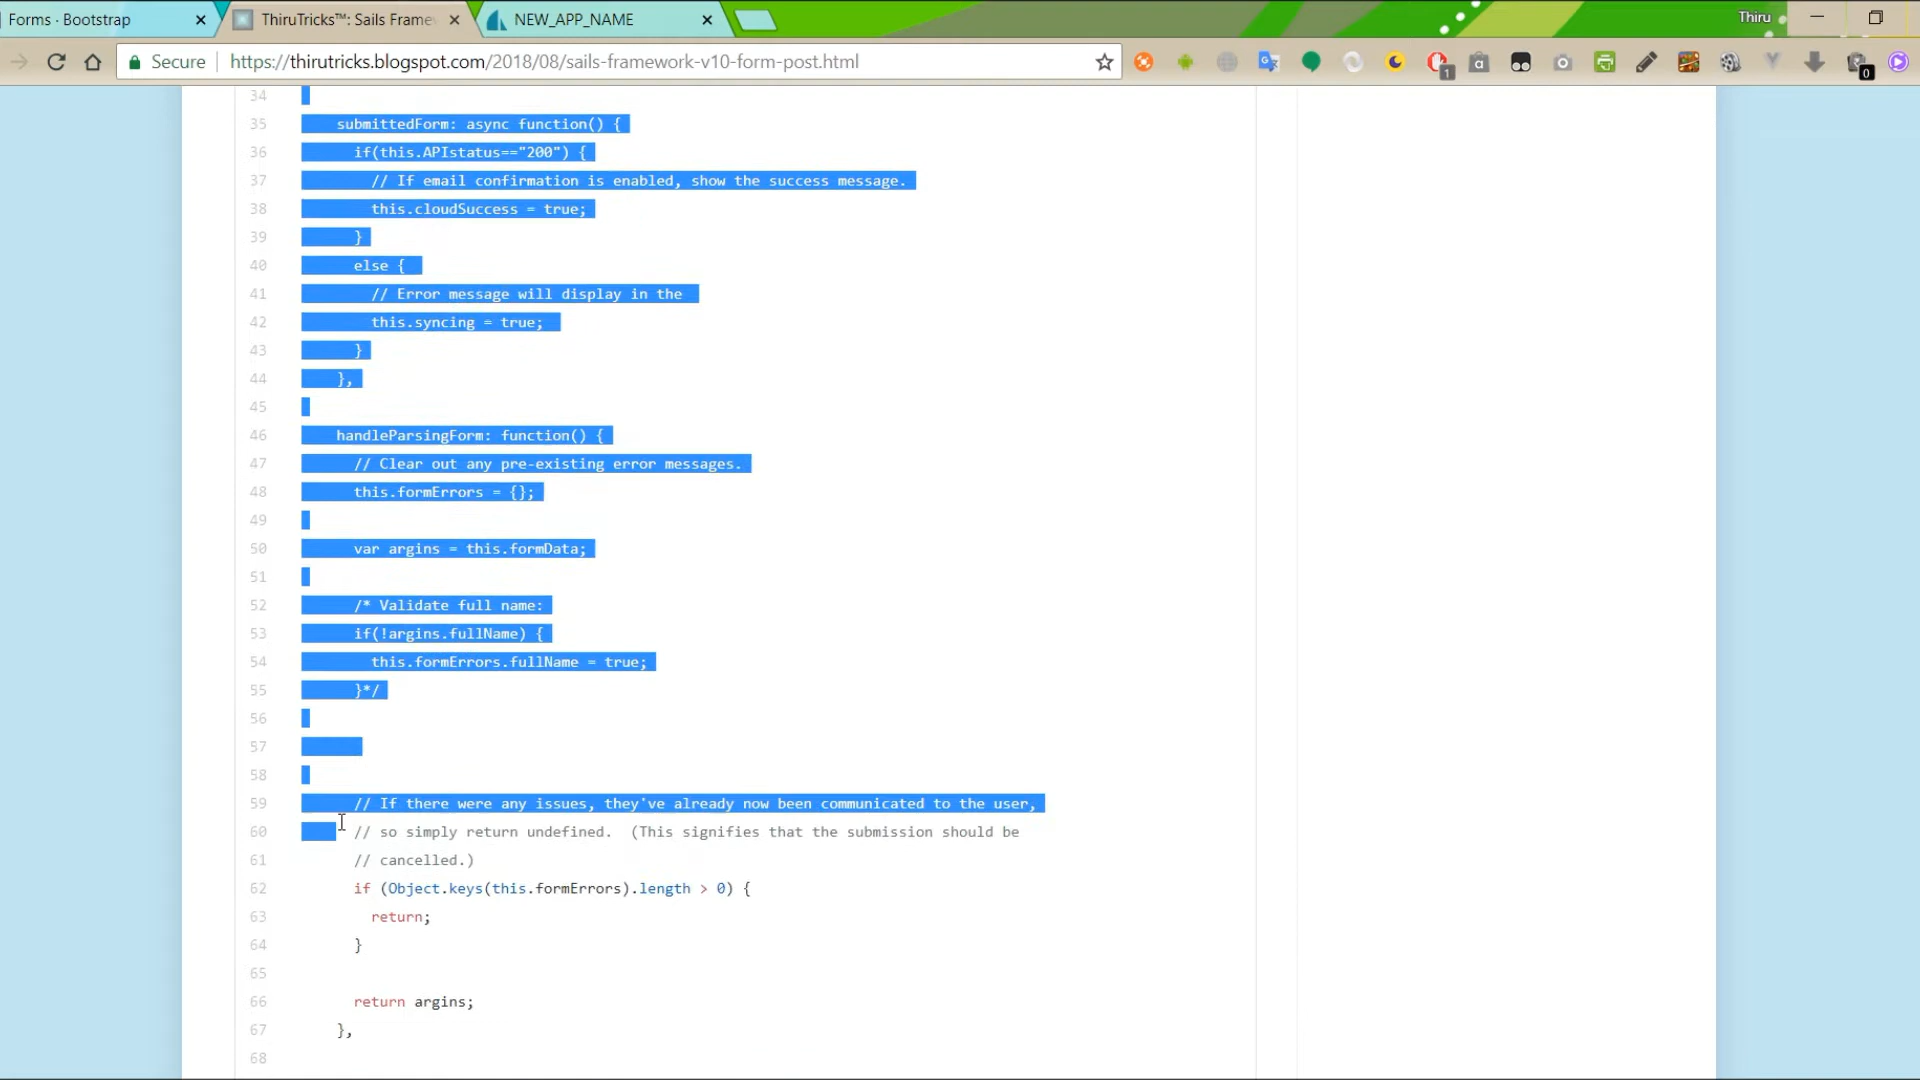 Forms · Bootstrap
ThiruTricks™: Sails Frame
NEW_APP_NAME
Thiru
Secure
https://thirutricks.blogspot.com/2018/08/sails-framework-v10-form-post.html
1
a
0
34
35 submittedForm: async function() {
36 if(this.APIstatus=="200") {
37 // If email confirmation is enabled, show the success message.
38 this.cloudSuccess = true;
39 }
40 else {
41 // Error message will display in the
42 this.syncing = true;
43 }
44 },
45
46 handleParsingForm: function() {
47 // Clear out any pre-existing error messages.
48 this.formErrors = {};
49
50 var argins = this.formData;
51
52 /* Validate full name:
53 if(!argins.fullName) {
54 this.formErrors.fullName = true;
55 }*/
56
57
58
59 // If there were any issues, they've already now been communicated to the user,
60 // so simply return undefined. (This signifies that the submission should be
61 // cancelled.)
62 if (Object.keys(this.formErrors).length > 0) {
63 return;
64 }
65
66 return argins;
67 },
68